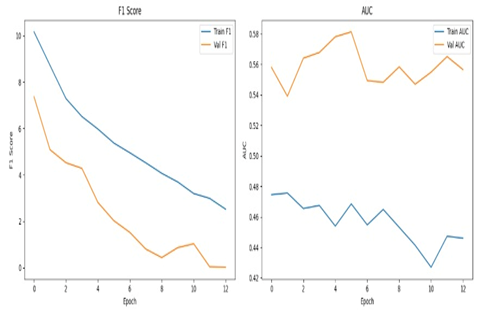 F1 Score
Train F1
Val F1
10
8
6
4
2
0
F1 Score
0 2 4 6 8 10 12
Epoch
AUC
Train AUC
Val AUC
0.58
0.56
0.54
0.52
0.50
0.48
0.46
0.44
0.42
AUC
0 2 4 6 8 10 12
Epoch